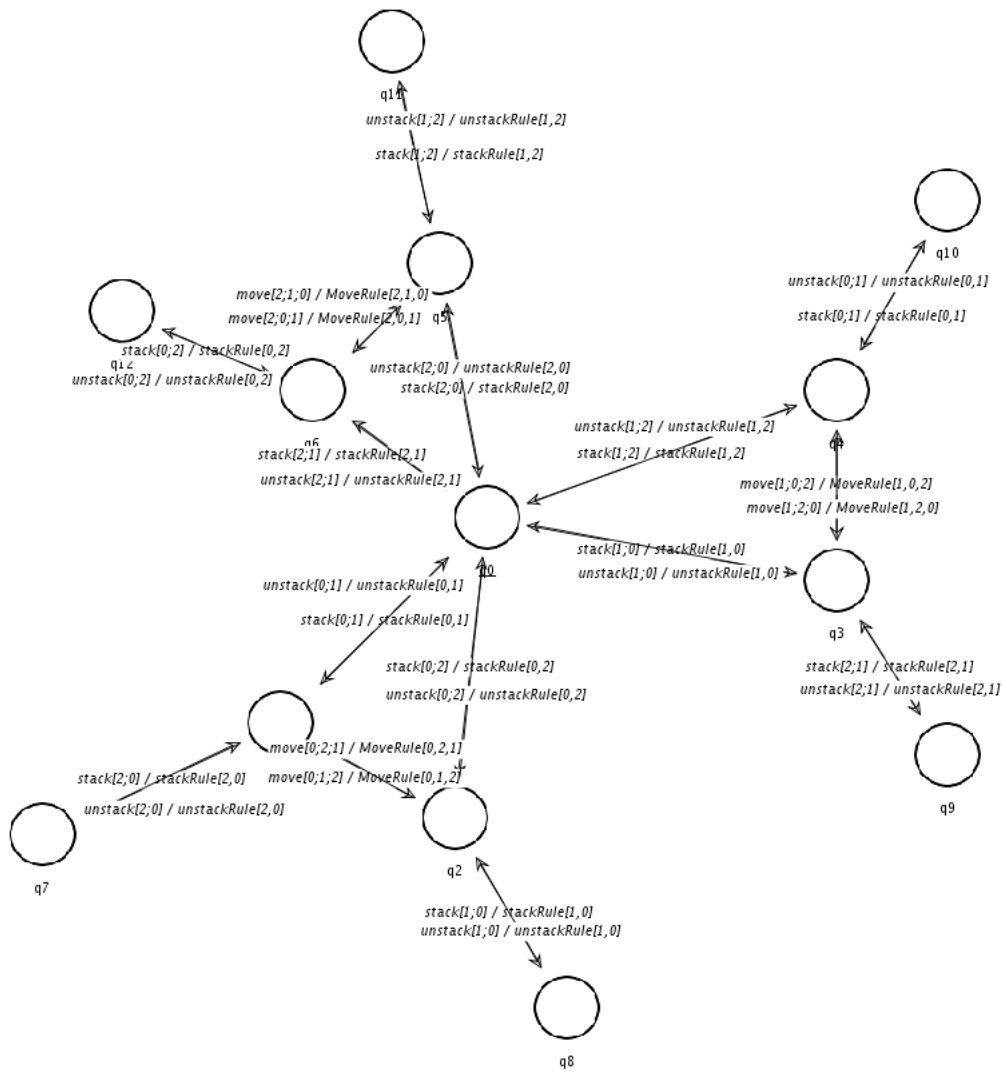 q11
unstack[1;2] / unstackRule[1,2]
stack[1;2] / stackRule[1,2]
q10
unstack[0;1] / unstackRule[0,1]
stack[0;1] / stackRule[0,1]
move[2;1;0] / MoveRule[2,1,0]
q5
move[2;0;1] / MoveRule[2,0,1]
stack[0;2] / stackRule[0,2]
q12
unstack[0;2] / unstackRule[0,2]
unstack[2;0] / unstackRule[2,0]
stack[2;0] / stackRule[2,0]
unstack[1;2] / unstackRule[1,2]
q4
q6
stack[2;1] / stackRule[2,1]
stack[1;2] / stackRule[1,2]
unstack[2;1] / unstackRule[2,1]
move[1;0;2] / MoveRule[1,0,2]
move[1;2;0] / MoveRule[1,2,0]
stack[1;0] / stackRule[1,0]
q0
unstack[1;0] / unstackRule[1,0]
unstack[0;1] / unstackRule[0,1]
stack[0;1] / stackRule[0,1]
q3
stack[0;2] / stackRule[0,2]
stack[2;1] / stackRule[2,1]
unstack[0;2] / unstackRule[0,2]
unstack[2;1] / unstackRule[2,1]
move[0;2;1] / MoveRule[0,2,1]
move[0;1;2] / MoveRule[0,1,2]
stack[2;0] / stackRule[2,0]
unstack[2;0] / unstackRule[2,0]
q9
q2
q7
stack[1;0] / stackRule[1,0]
unstack[1;0] / unstackRule[1,0]
q8